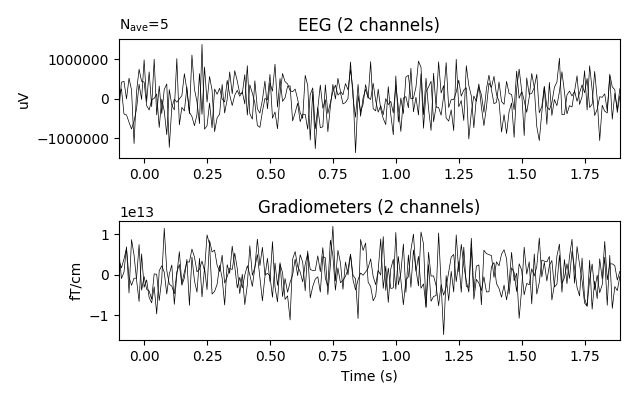 N_ave=5
EEG (2 channels)
1000000
0
−1000000
uV
0.00 0.25 0.50 0.75 1.00 1.25 1.50 1.75
1e13
Gradiometers (2 channels)
1
0
−1
fT/cm
0.00 0.25 0.50 0.75 1.00 1.25 1.50 1.75
Time (s)